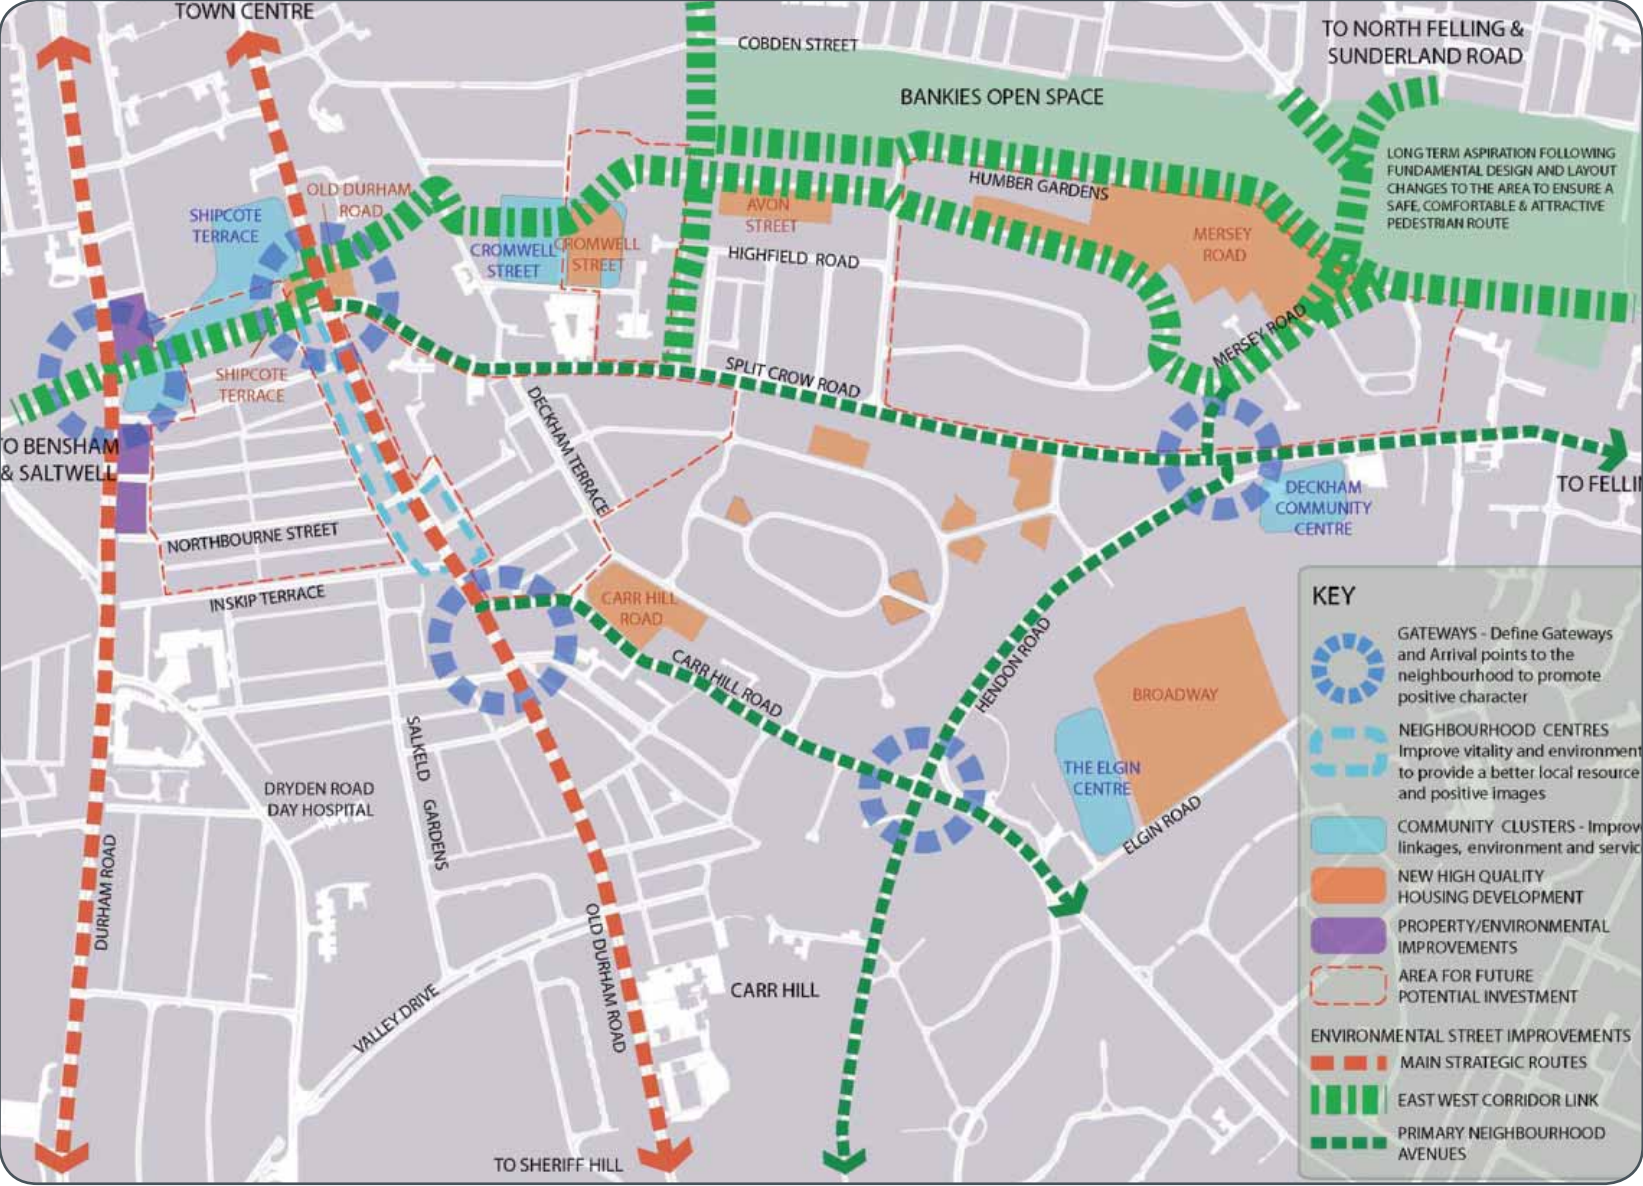 TOWN CENTRE
COBDEN STREET
TO NORTH FELLING &
SUNDERLAND ROAD
BANKIES OPEN SPACE
LONG TERM ASPIRATION FOLLOWING
FUNDAMENTAL DESIGN AND LAYOUT
CHANGES TO THE AREA TO ENSURE A
SAFE, COMFORTABLE & ATTRACTIVE
PEDESTRIAN ROUTE
HUMBER GARDENS
OLD DURHAM
ROAD
SHIPCOTE
TERRACE
AVON
STREET
CROMWELL
STREET
CROMWELL
STREET
HIGHFIELD ROAD
MERSEY
ROAD
MERSEY ROAD
SHIPCOTE
TERRACE
SPLIT CROW ROAD
DECKHAM TERRACE
TO BENSHAM
& SALTWELL
TO FELLIN
DECKHAM
COMMUNITY
CENTRE
NORTHBOURNE STREET
INSKIP TERRACE
CARR HILL
ROAD
CARR HILL ROAD
HENDON ROAD
BROADWAY
THE ELGIN
CENTRE
ELGIN ROAD
SALKELD GARDENS
DRYDEN ROAD
DAY HOSPITAL
DURHAM ROAD
OLD DURHAM ROAD
VALLEY DRIVE
CARR HILL
TO SHERIFF HILL
KEY
GATEWAYS - Define Gateways
and Arrival points to the
neighbourhood to promote
positive character
NEIGHBOURHOOD CENTRES
Improve vitality and environment
to provide a better local resource
and positive images
COMMUNITY CLUSTERS - Improv
linkages, environment and servic
NEW HIGH QUALITY
HOUSING DEVELOPMENT
PROPERTY/ENVIRONMENTAL
IMPROVEMENTS
AREA FOR FUTURE
POTENTIAL INVESTMENT
ENVIRONMENTAL STREET IMPROVEMENTS
MAIN STRATEGIC ROUTES
EAST WEST CORRIDOR LINK
PRIMARY NEIGHBOURHOOD
AVENUES